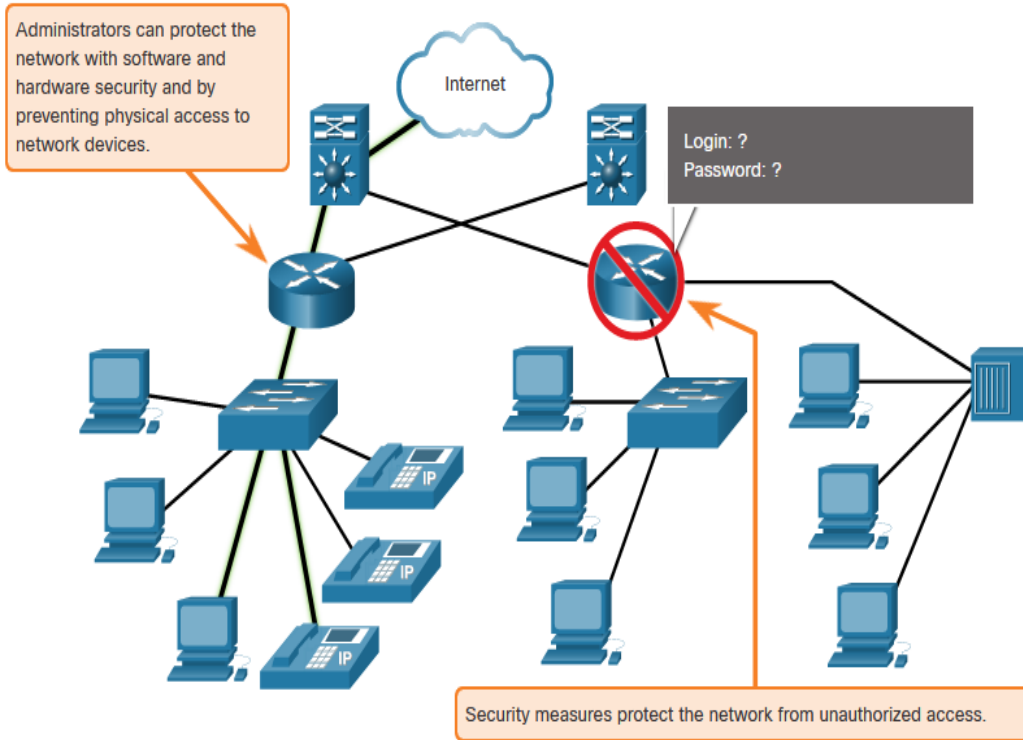 Administrators can protect the
network with software and
hardware security and by
preventing physical access to
network devices.
Internet
Login: ?
Password: ?
IP
IP
IP
Security measures protect the network from unauthorized access.